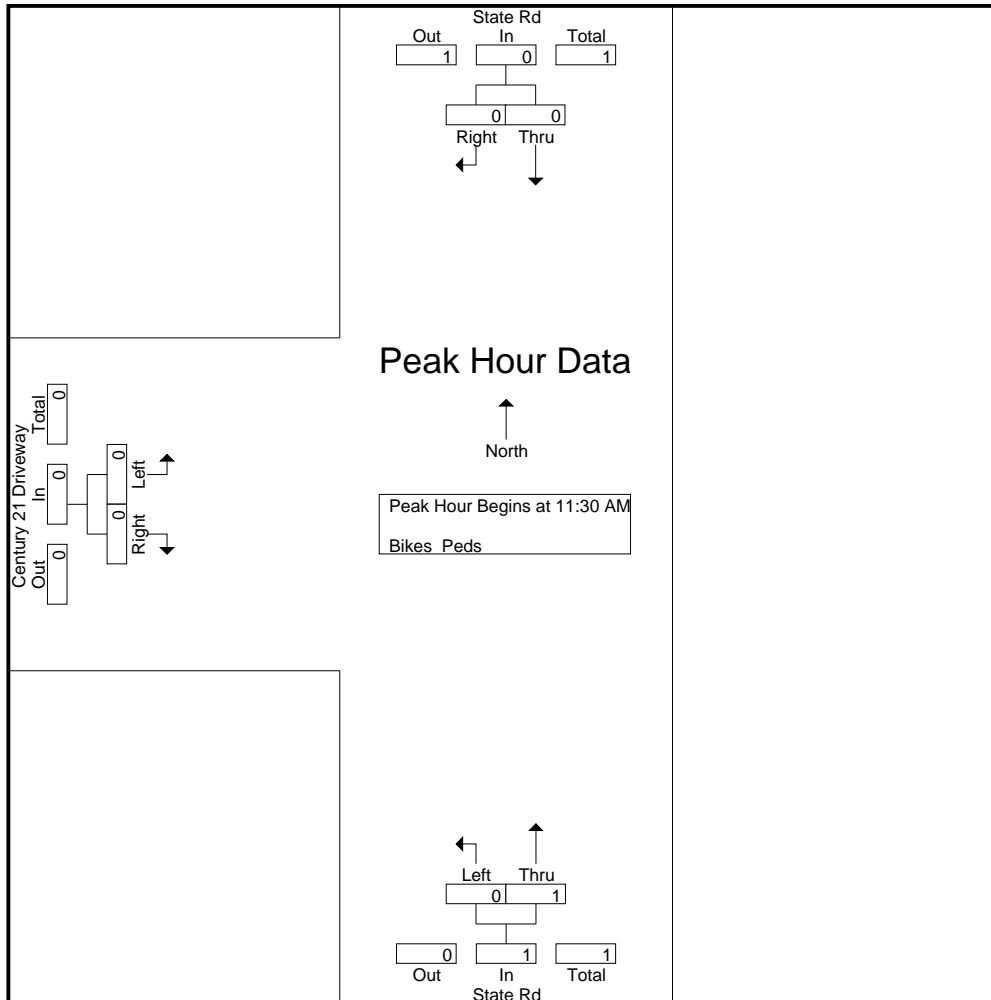 State Rd
Out In Total
1 0 1
0 0
Right Thru
Peak Hour Data
North
Peak Hour Begins at 11:30 AM
Bikes Peds
Century 21 Driveway
Out In Total
0 0 0
Right Left
0 0
Left Thru
0 1
0 1 1
Out In Total
State Rd